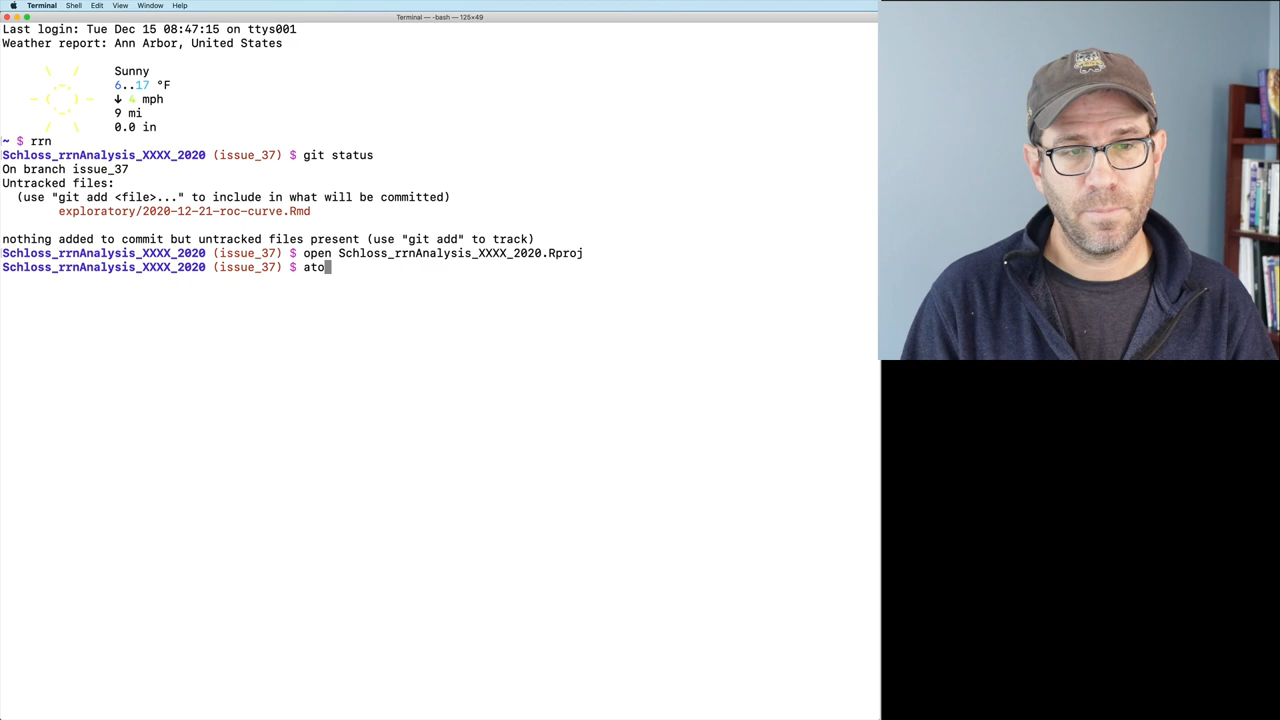 Terminal Shell Edit View Window Help
Terminal — -bash — 125×49
Last login: Tue Dec 15 08:47:15 on ttys001
Weather report: Ann Arbor, United States
Sunny
6..17 °F
↓ 4 mph
9 mi
0.0 in
~ $ rrn
Schloss_rrnAnalysis_XXXX_2020 (issue_37) $ git status
On branch issue_37
Untracked files:
(use "git add <file>..." to include in what will be committed)
exploratory/2020-12-21-roc-curve.Rmd
nothing added to commit but untracked files present (use "git add" to track)
Schloss_rrnAnalysis_XXXX_2020 (issue_37) $ open Schloss_rrnAnalysis_XXXX_2020.Rproj
Schloss_rrnAnalysis_XXXX_2020 (issue_37) $ ato